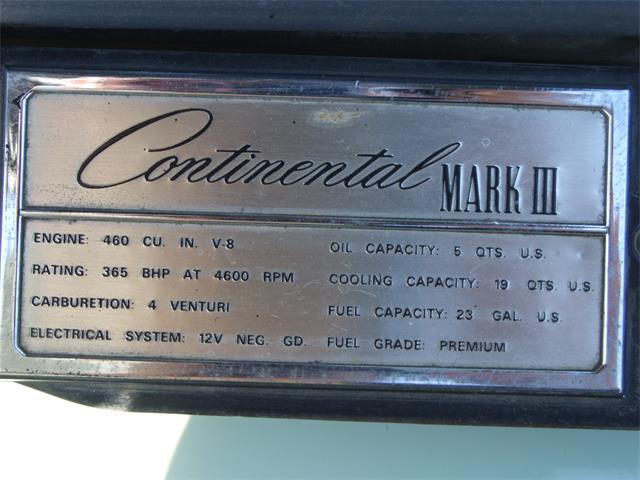 Continental MARK III
ENGINE: 460 CU. IN. V-8
RATING: 365 BHP AT 4600 RPM
CARBURETION: 4 VENTURI
ELECTRICAL SYSTEM: 12V NEG. GD.
OIL CAPACITY: 5 QTS. U.S.
COOLING CAPACITY: 19 QTS. U.S.
FUEL CAPACITY: 23 GAL. U.S.
FUEL GRADE: PREMIUM